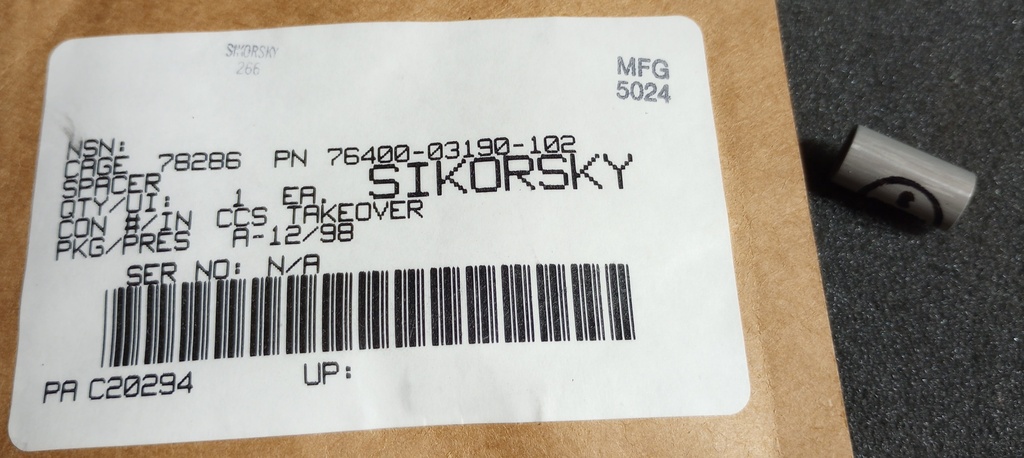 SIKORSKY
266
MFG
5024
NSN:
CAGE 78286 PN 76400-03190-102
SPACER SIKORSKY
QTY/UI: 1 EA.
CON #/IN CCS TAKEOVER
PKG/PRES A-12/98
SER NO: N/A
PA C20294 UP: